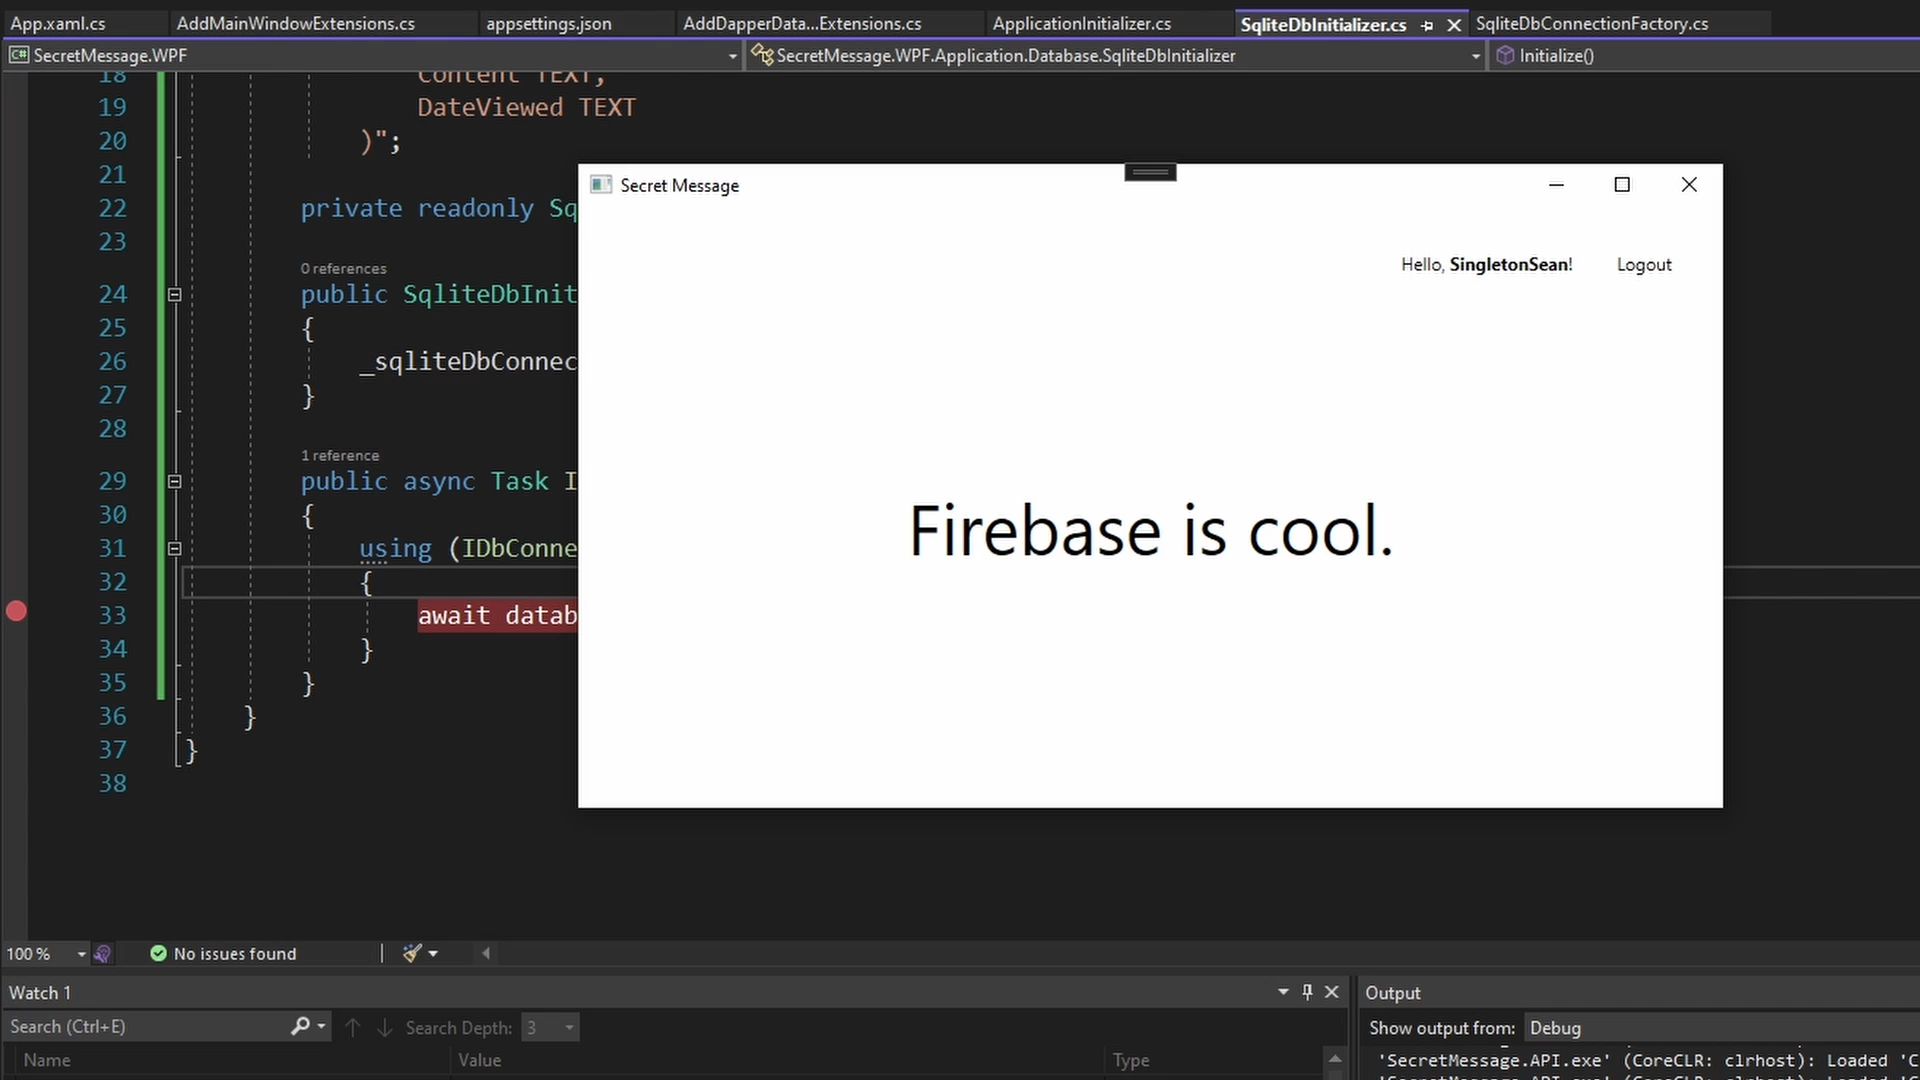 App.xaml.cs AddMainWindowExtensions.cs appsettings.json AddDapperData...Extensions.cs ApplicationInitializer.cs SqliteDbInitializer.cs SqliteDbConnectionFactory.cs
SecretMessage.WPF SecretMessage.WPF.Application.Database.SqliteDbInitializer Initialize()
18 Content TEXT,
19 DateViewed TEXT
20 )";
21
22 private readonly Sq
23
0 references
24 public SqliteDbInit
25 {
26 _sqliteDbConnec
27 }
28
1 reference
29 public async Task I
30 {
31 using (IDbConne
32 {
33 await datab
34 }
35 }
36 }
37 }
38
Secret Message
Hello, SingletonSean! Logout
Firebase is cool.
100 % No issues found
Watch 1
Search (Ctrl+E) Search Depth: 3
Name Value Type
Output
Show output from: Debug
'SecretMessage.API.exe' (CoreCLR: clrhost): Loaded 'C